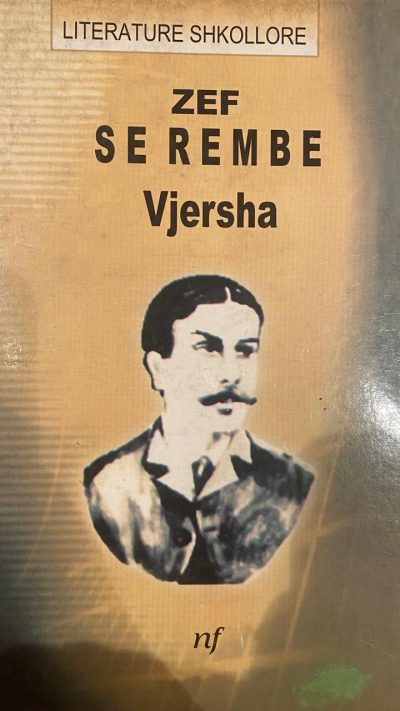 LITERATURE SHKOLLORE
ZEF
SE REMBE
Vjersha
nf